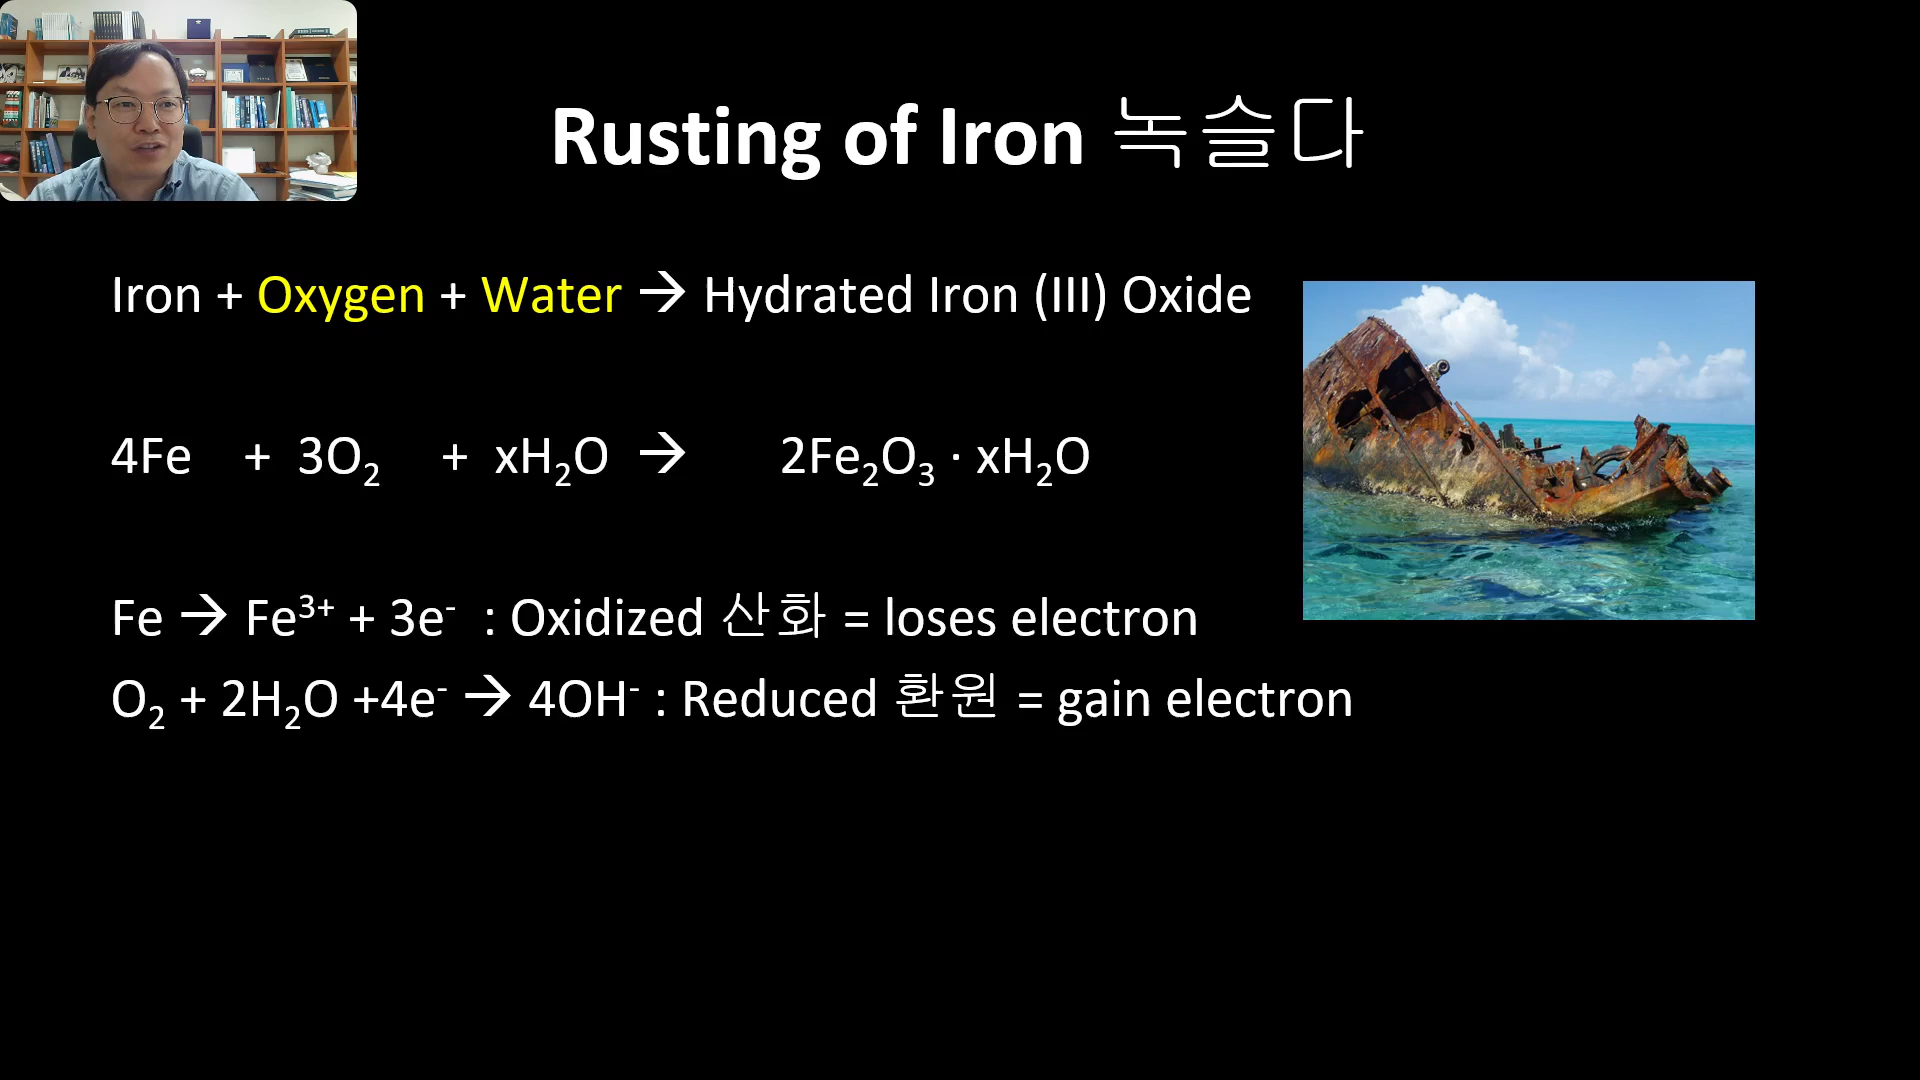 Rusting of Iron 녹슬다
Iron + Oxygen + Water → Hydrated Iron (III) Oxide
4Fe + 3O₂ + xH₂O → 2Fe₂O₃ · xH₂O
Fe → Fe³⁺ + 3e⁻ : Oxidized 산화 = loses electron
O₂ + 2H₂O +4e⁻ → 4OH⁻ : Reduced 환원 = gain electron